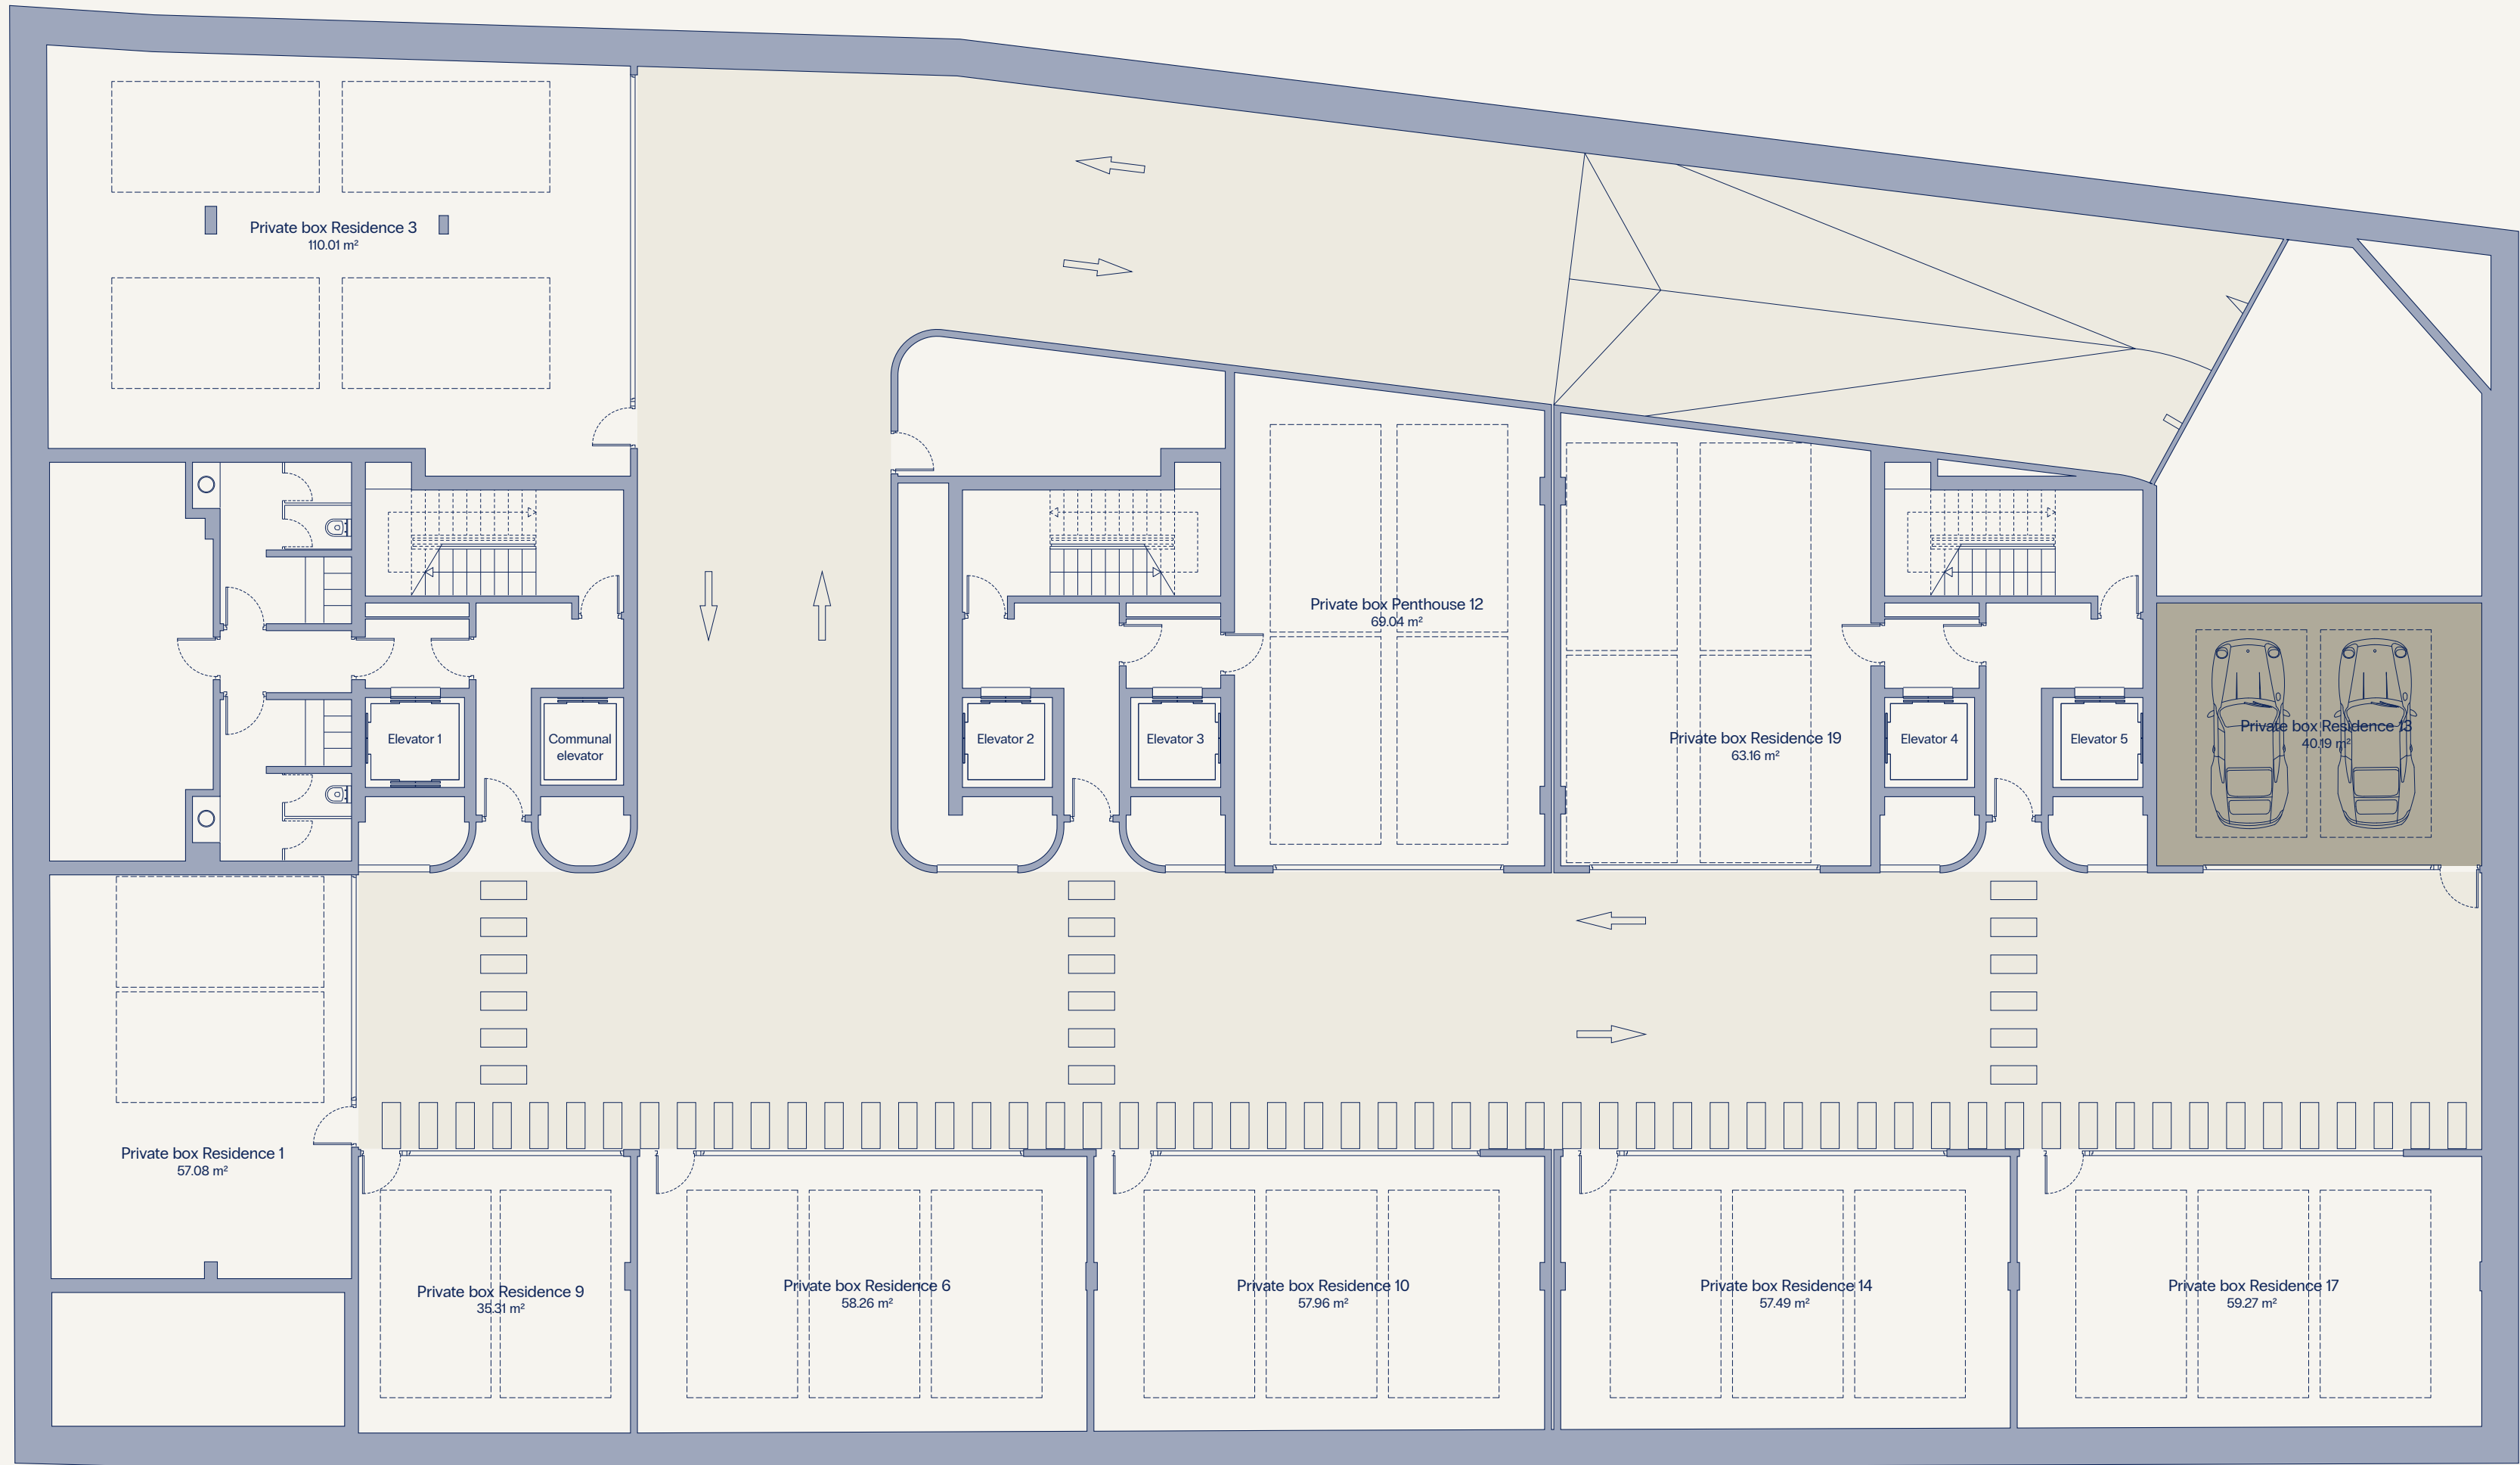 Private box Residence 3
110.01 m²
Private box Penthouse 12
69.04 m²
Private box Residence 19
63.16 m²
Private box Residence 13
40.19 m²
Elevator 1
Communal
elevator
Elevator 2
Elevator 3
Elevator 4
Elevator 5
Private box Residence 1
57.08 m²
Private box Residence 9
35.31 m²
Private box Residence 6
58.26 m²
Private box Residence 10
57.96 m²
Private box Residence 14
57.49 m²
Private box Residence 17
59.27 m²